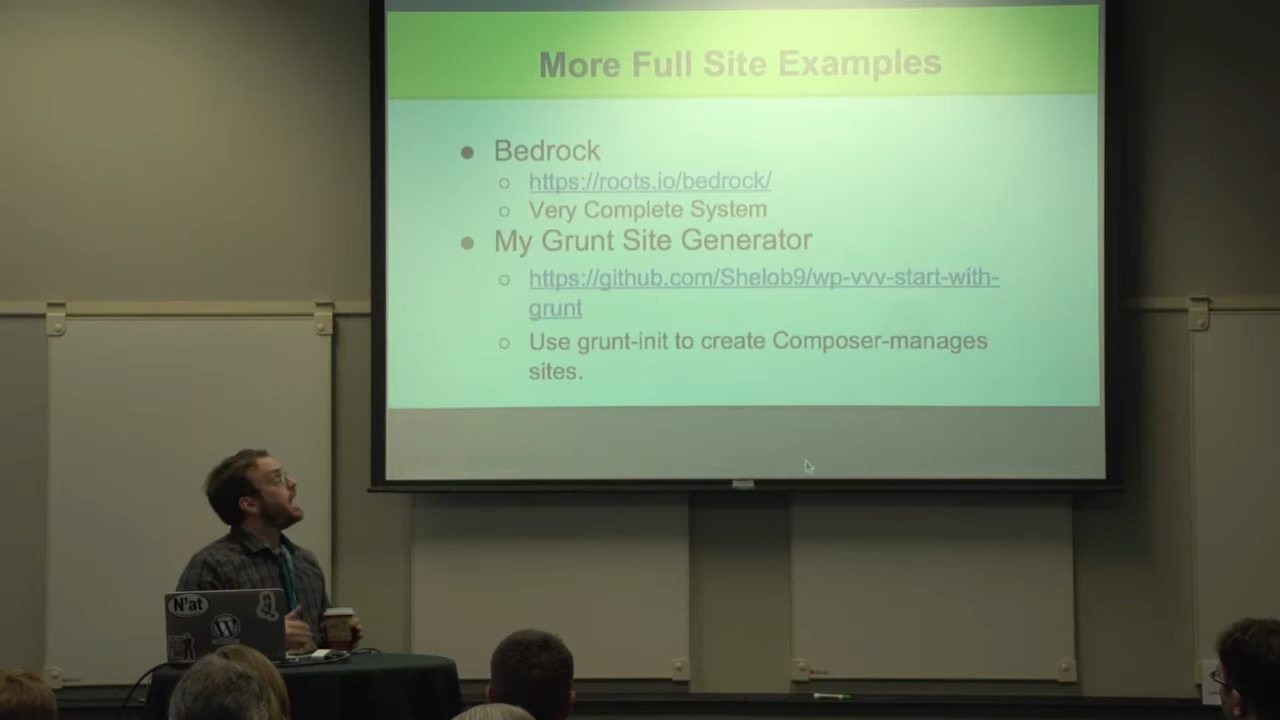 More Full Site Examples
● Bedrock
○ https://roots.io/bedrock/
○ Very Complete System
● My Grunt Site Generator
○ https://github.com/Shelob9/wp-vvv-start-with-
grunt
○ Use grunt-init to create Composer-manages
sites.
N'at